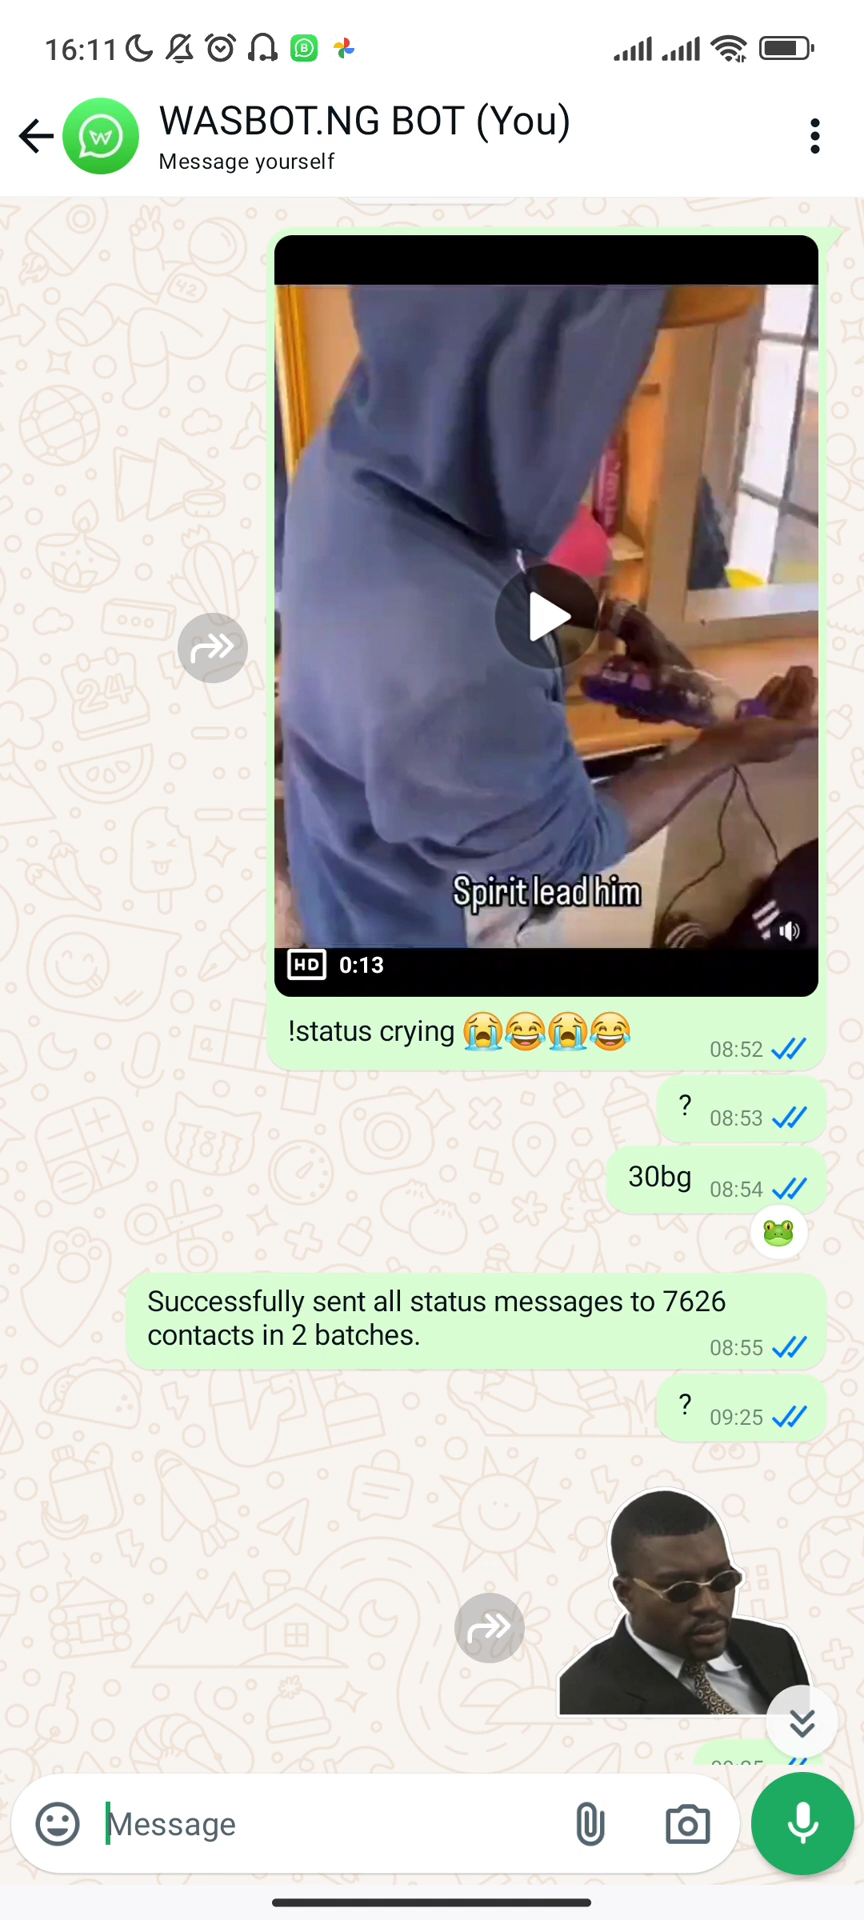 16:11
WASBOT.NG BOT (You)
Message yourself
Spirit lead him
HD 0:13
!status crying 😭😂😭😂
08:52
? 08:53
30bg 08:54
🐸
Successfully sent all status messages to 7626
contacts in 2 batches.
08:55
? 09:25
Message